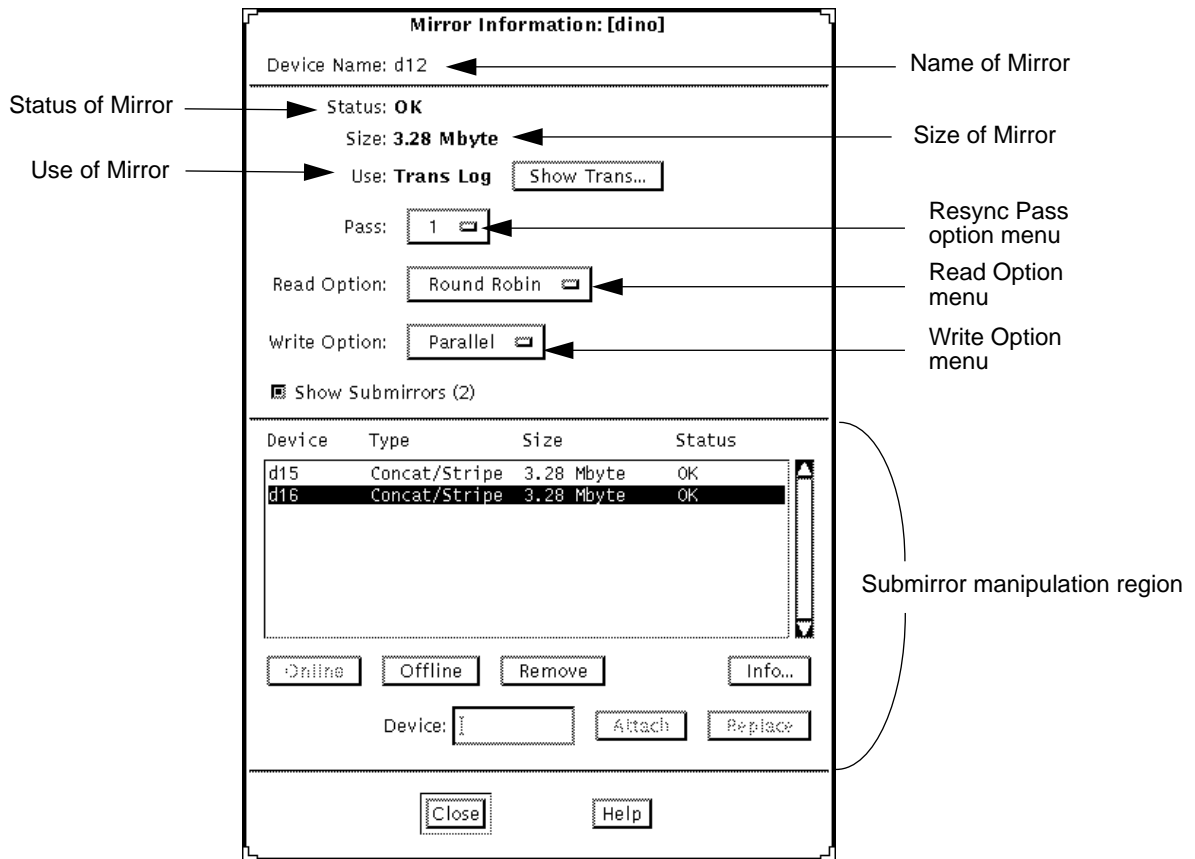 Mirror Information: [dino]
Device Name: d12
Name of Mirror
Status of Mirror
Status: OK
Size: 3.28 Mbyte
Size of Mirror
Use of Mirror
Use: Trans Log
Show Trans...
Pass: 1
Resync Pass
option menu
Read Option: Round Robin
Read Option
menu
Write Option: Parallel
Write Option
menu
Show Submirrors (2)
Device Type Size Status
d15 Concat/Stripe 3.28 Mbyte OK
d16 Concat/Stripe 3.28 Mbyte OK
Submirror manipulation region
Online Offline Remove Info...
Device: Attach Replace
Close Help